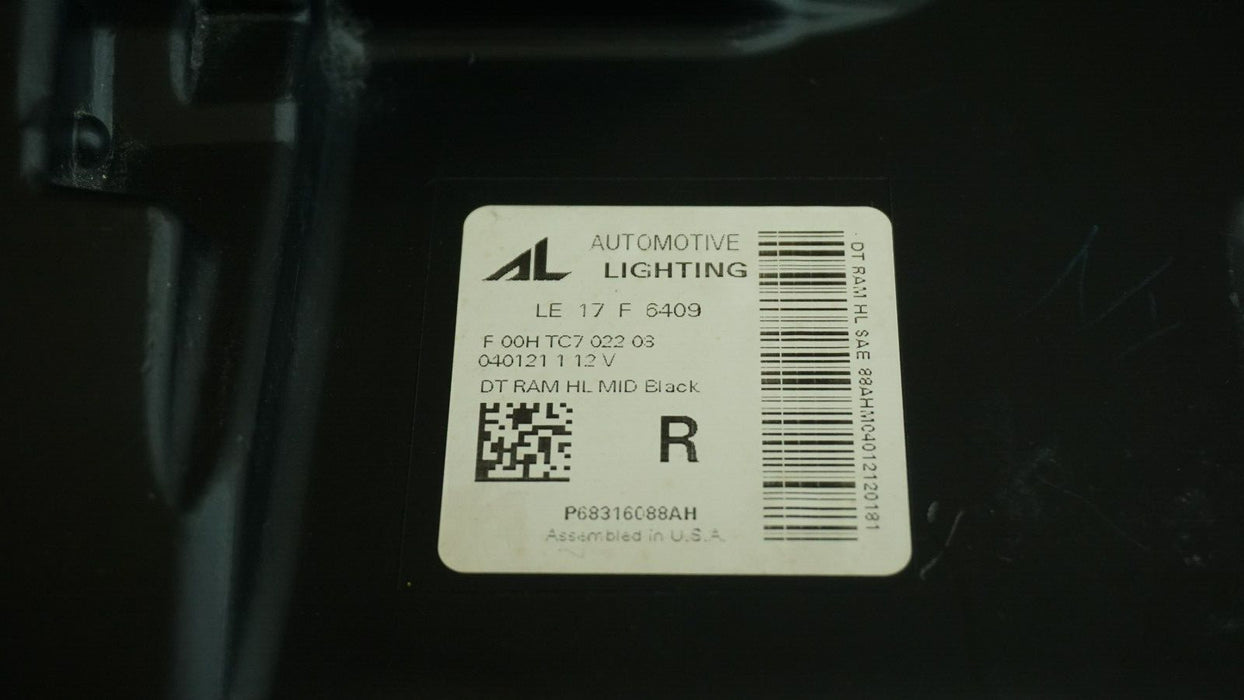 AL AUTOMOTIVE
LIGHTING
LE 17 F 6409
F 00H TC7 022 03
040121 1 12 V
DT RAM HL MID Black
R
P68316088AH
Assembled in U.S.A.
DT RAM HL SAE 88AHM04012120181